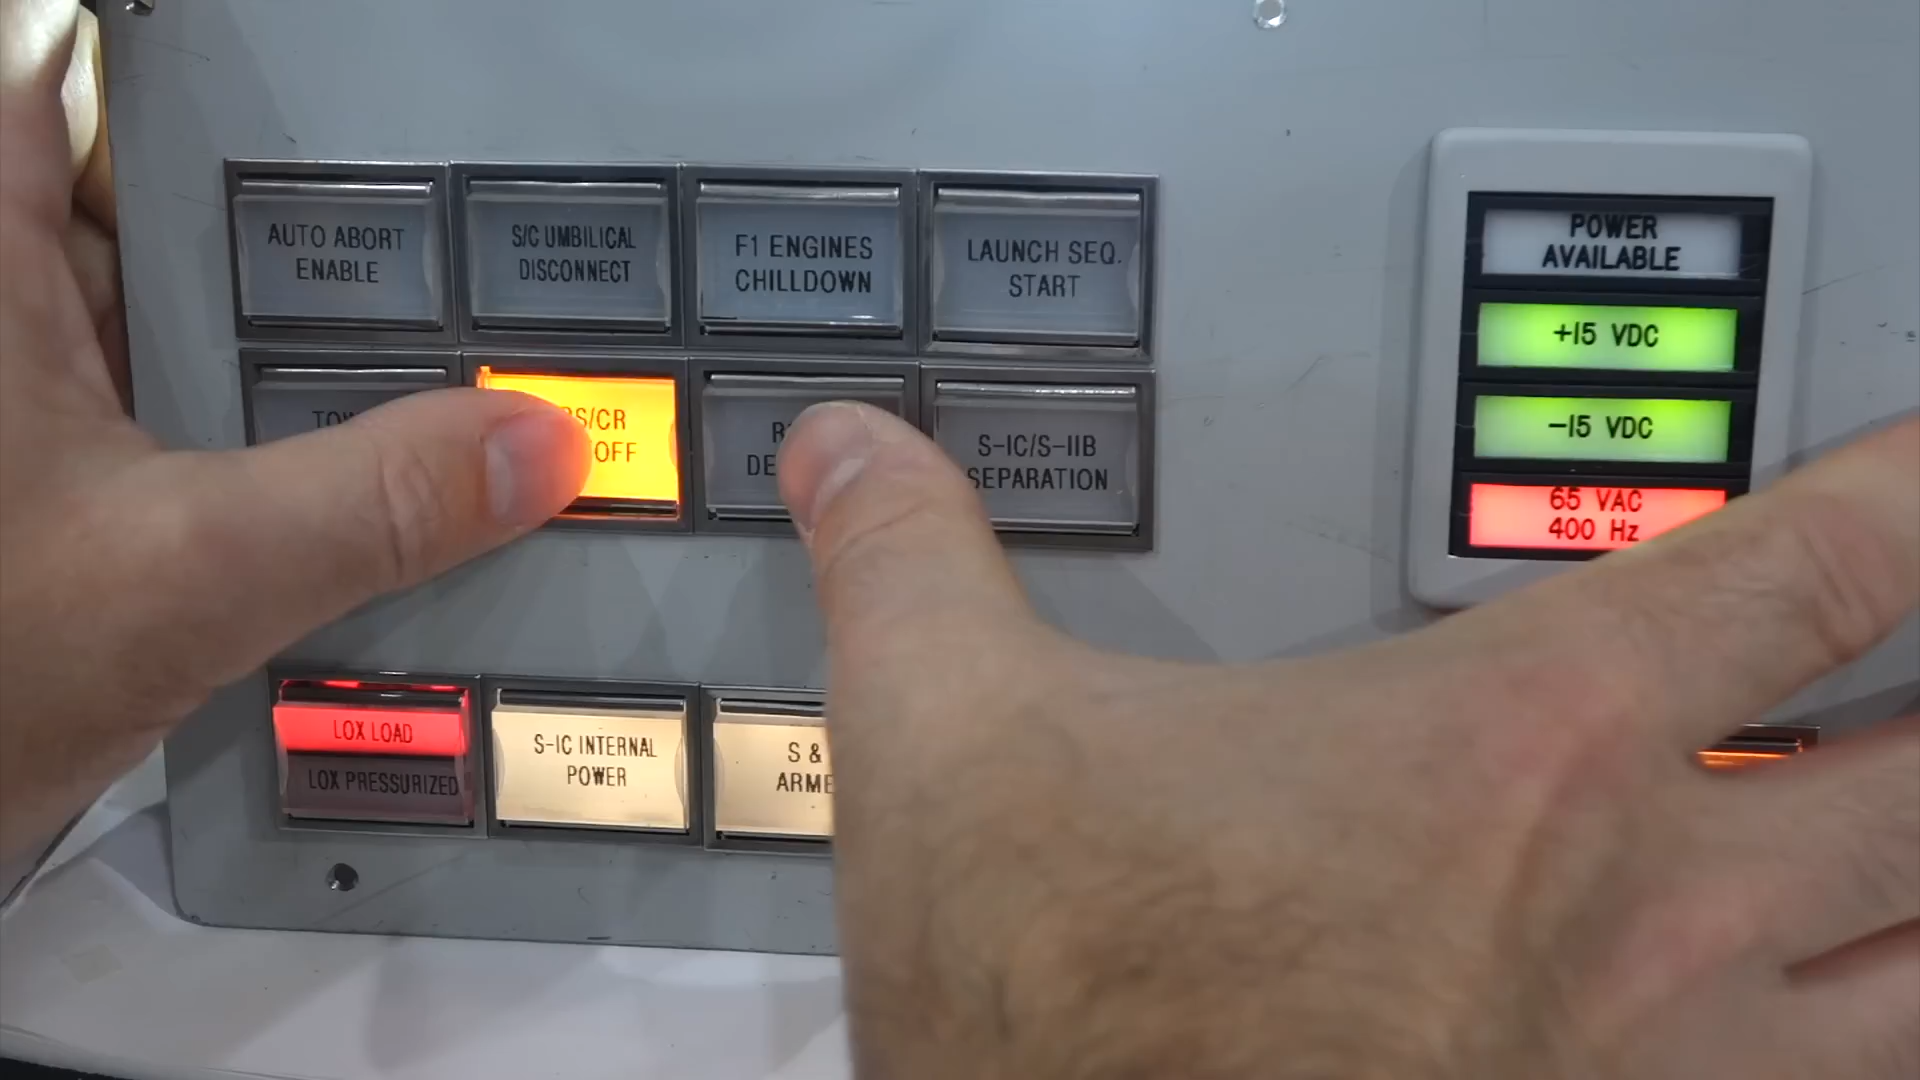 AUTO ABORT
ENABLE
S/C UMBILICAL
DISCONNECT
F1 ENGINES
CHILLDOWN
LAUNCH SEQ.
START
S-IC/S-IIB
SEPARATION
POWER
AVAILABLE
+15 VDC
-15 VDC
65 VAC
400 Hz
LOX LOAD
LOX PRESSURIZED
S-IC INTERNAL
POWER
S &